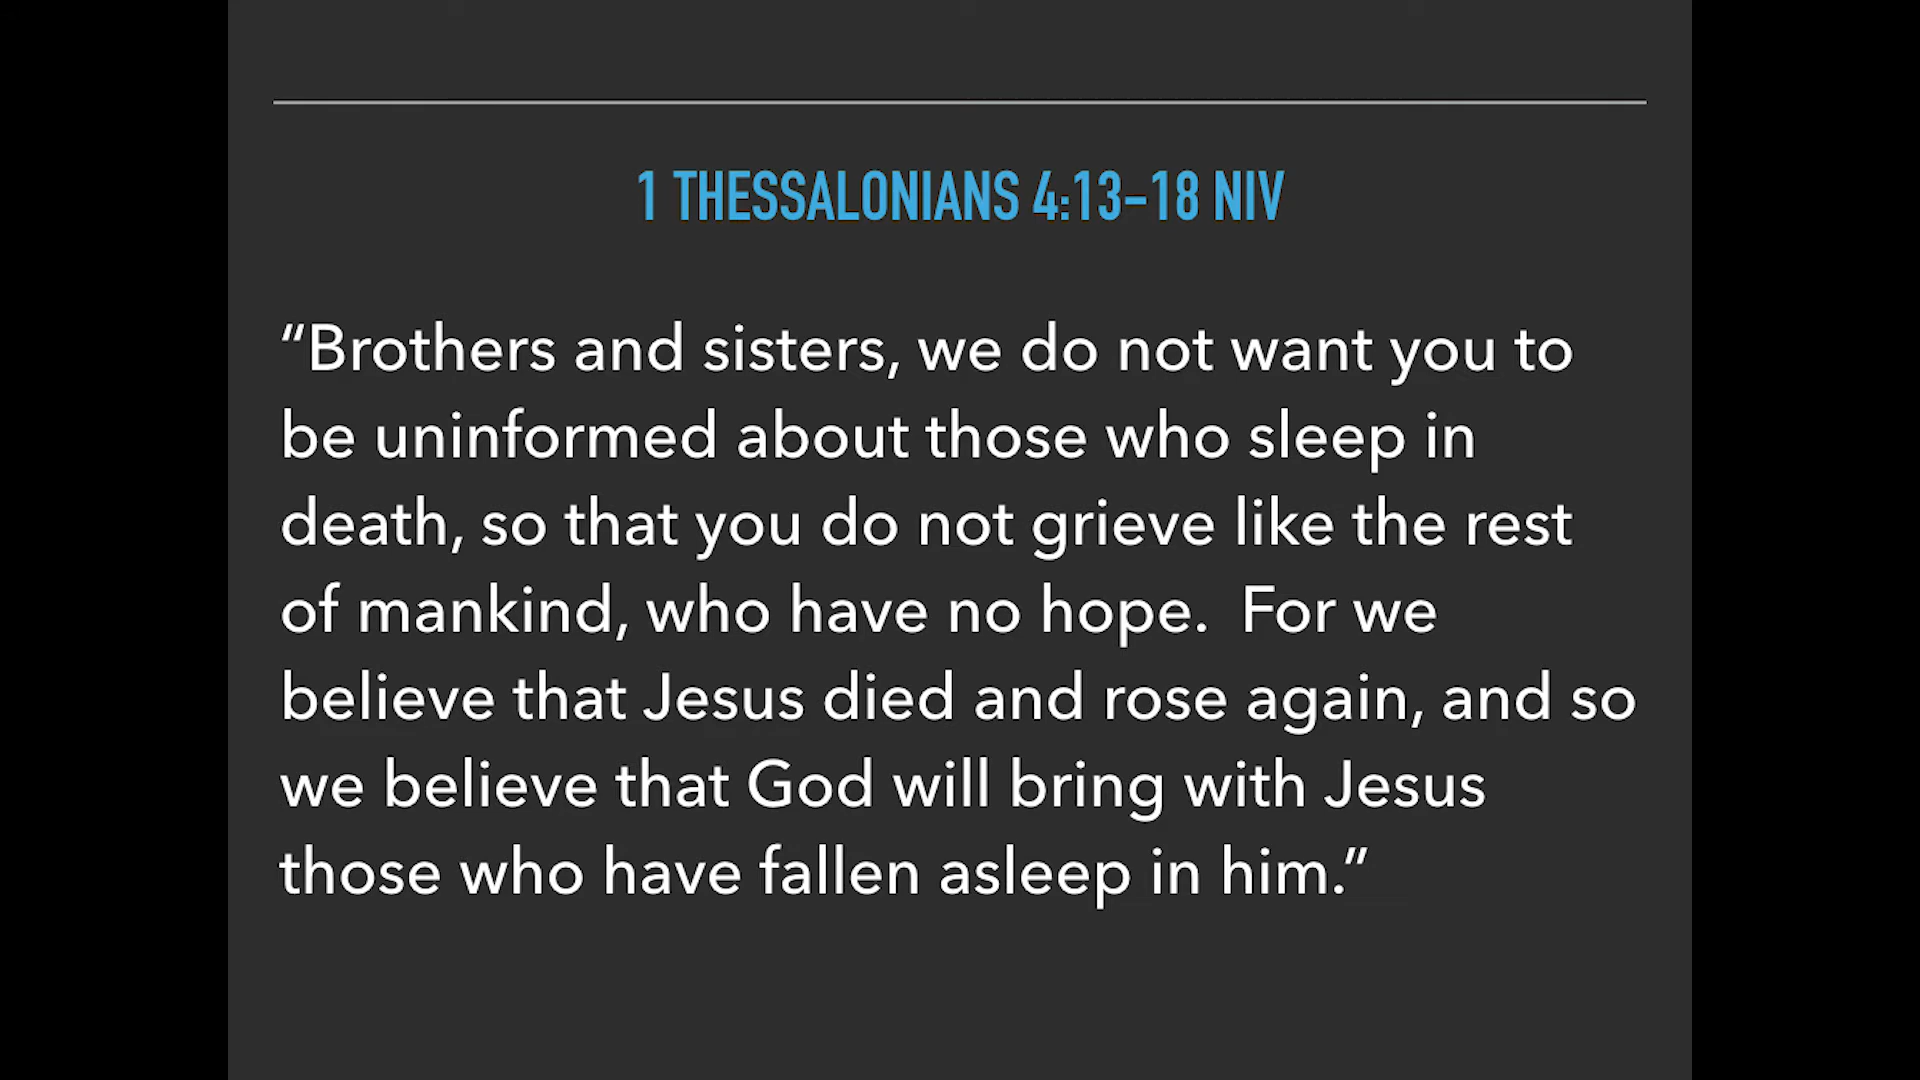 1 THESSALONIANS 4:13–18 NIV
“Brothers and sisters, we do not want you to
be uninformed about those who sleep in
death, so that you do not grieve like the rest
of mankind, who have no hope.  For we
believe that Jesus died and rose again, and so
we believe that God will bring with Jesus
those who have fallen asleep in him.”